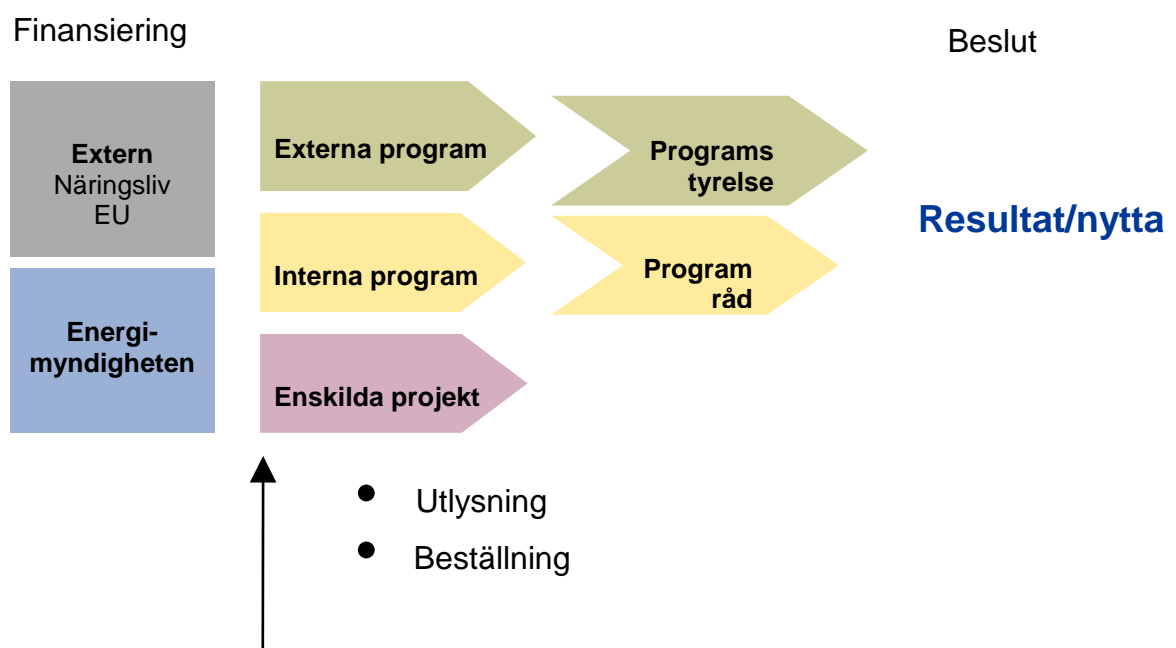 Finansiering
Beslut
Extern
Näringsliv
EU
Energi-
myndigheten
Externa program
Programs
tyrelse
Interna program
Program
råd
Enskilda projekt
Resultat/nytta
• Utlysning
• Beställning